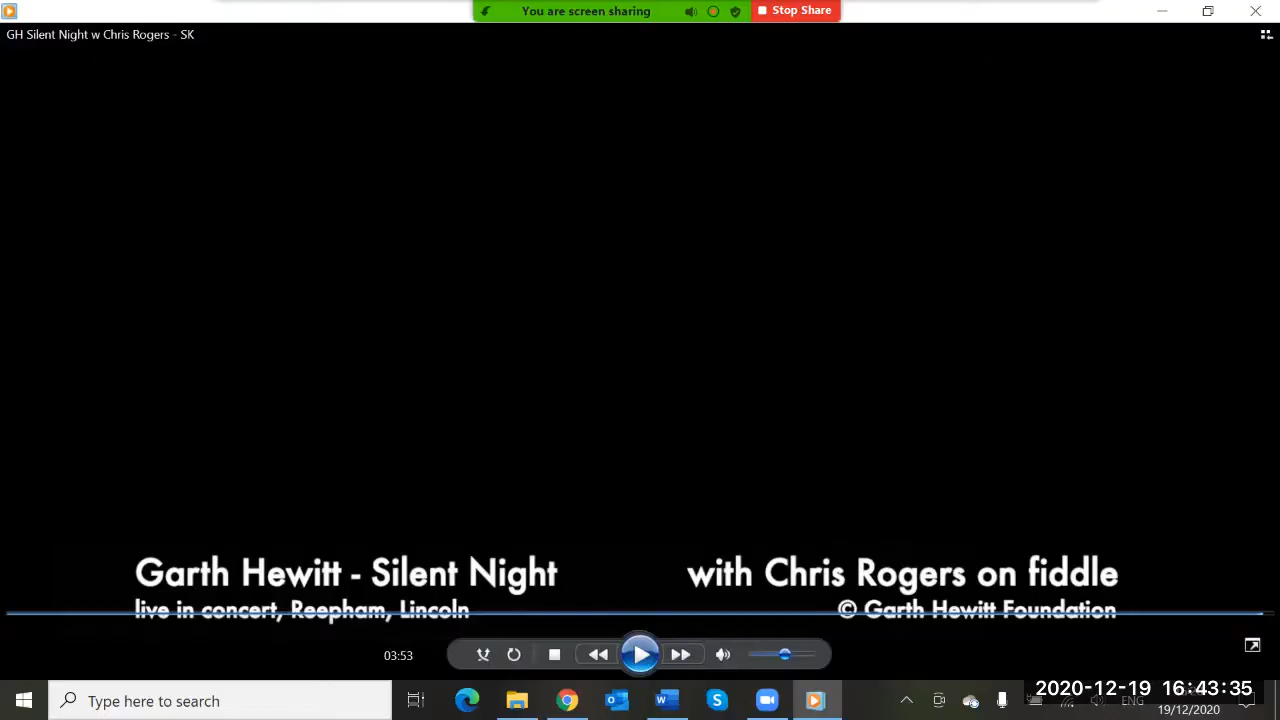 You are screen sharing
Stop Share
GH Silent Night w Chris Rogers - SK
Garth Hewitt - Silent Night
live in concert, Reepham, Lincoln
with Chris Rogers on fiddle
© Garth Hewitt Foundation
03:53
Type here to search
ENG
2020-12-19 16:43:35
19/12/2020